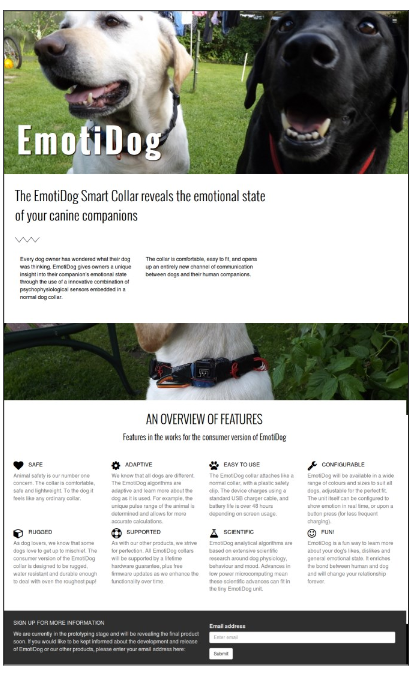 EmotiDog
The EmotiDog Smart Collar reveals the emotional state
of your canine companions
Every dog owner has wondered what their dog
was thinking. EmotiDog gives owners a unique
insight into their companion's emotional state
through the use of a innovative combination of
psychophysiological sensors embedded in a
normal dog collar.
The collar is comfortable, easy to fit, and opens
up an entirely new channel of communication
between dogs and their human companions.
AN OVERVIEW OF FEATURES
Features in the works for the consumer version of EmotiDog
SAFE
Animal safety is our number one
concern. The collar is comfortable,
safe and lightweight. To the dog it
feels like any ordinary collar.
ADAPTIVE
We know that all dogs are different.
The EmotiDog algorithms are
adaptive and learn more about the
dog as it is used. For example, the
unique pulse range of the animal is
determined and allows for more
accurate calculations.
EASY TO USE
The EmotiDog collar attaches like a
normal collar, with a plastic safety
clip. The device charges using a
standard USB charger cable, and
battery life is over 48 hours
depending on screen usage.
CONFIGURABLE
EmotiDog will be available in a wide
range of colours and sizes to suit all
dogs, adjustable for the perfect fit.
The unit itself can be configured to
show emotion in real time, or upon a
button press (for less frequent
charging).
RUGGED
As dog lovers, we know that some
dogs love to get up to mischief. The
consumer version of the EmotiDog
collar is designed to be rugged,
water resistant and durable enough
to deal with even the roughest pup!
SUPPORTED
As with our other products, we strive
for perfection. All EmotiDog collars
will be supported by a lifetime
hardware guarantee, plus free
firmware updates as we enhance the
functionality over time.
SCIENTIFIC
EmotiDog analytical algorithms are
based on extensive scientific
research around dog physiology,
behaviour and mood. Advances in
low power microcomputing mean
these scientific advances can fit in
the tiny EmotiDog unit.
FUN!
EmotiDog is a fun way to learn more
about your dog's likes, dislikes and
general emotional state. It enriches
the bond between human and dog
and will change your relationship
forever.
SIGN UP FOR MORE INFORMATION
We are currently in the prototyping stage and will be revealing the final product
soon. If you would like to be kept informed about the development and release
of EmotiDog or our other products, please enter your email address here:
Email address
Enter email
Submit